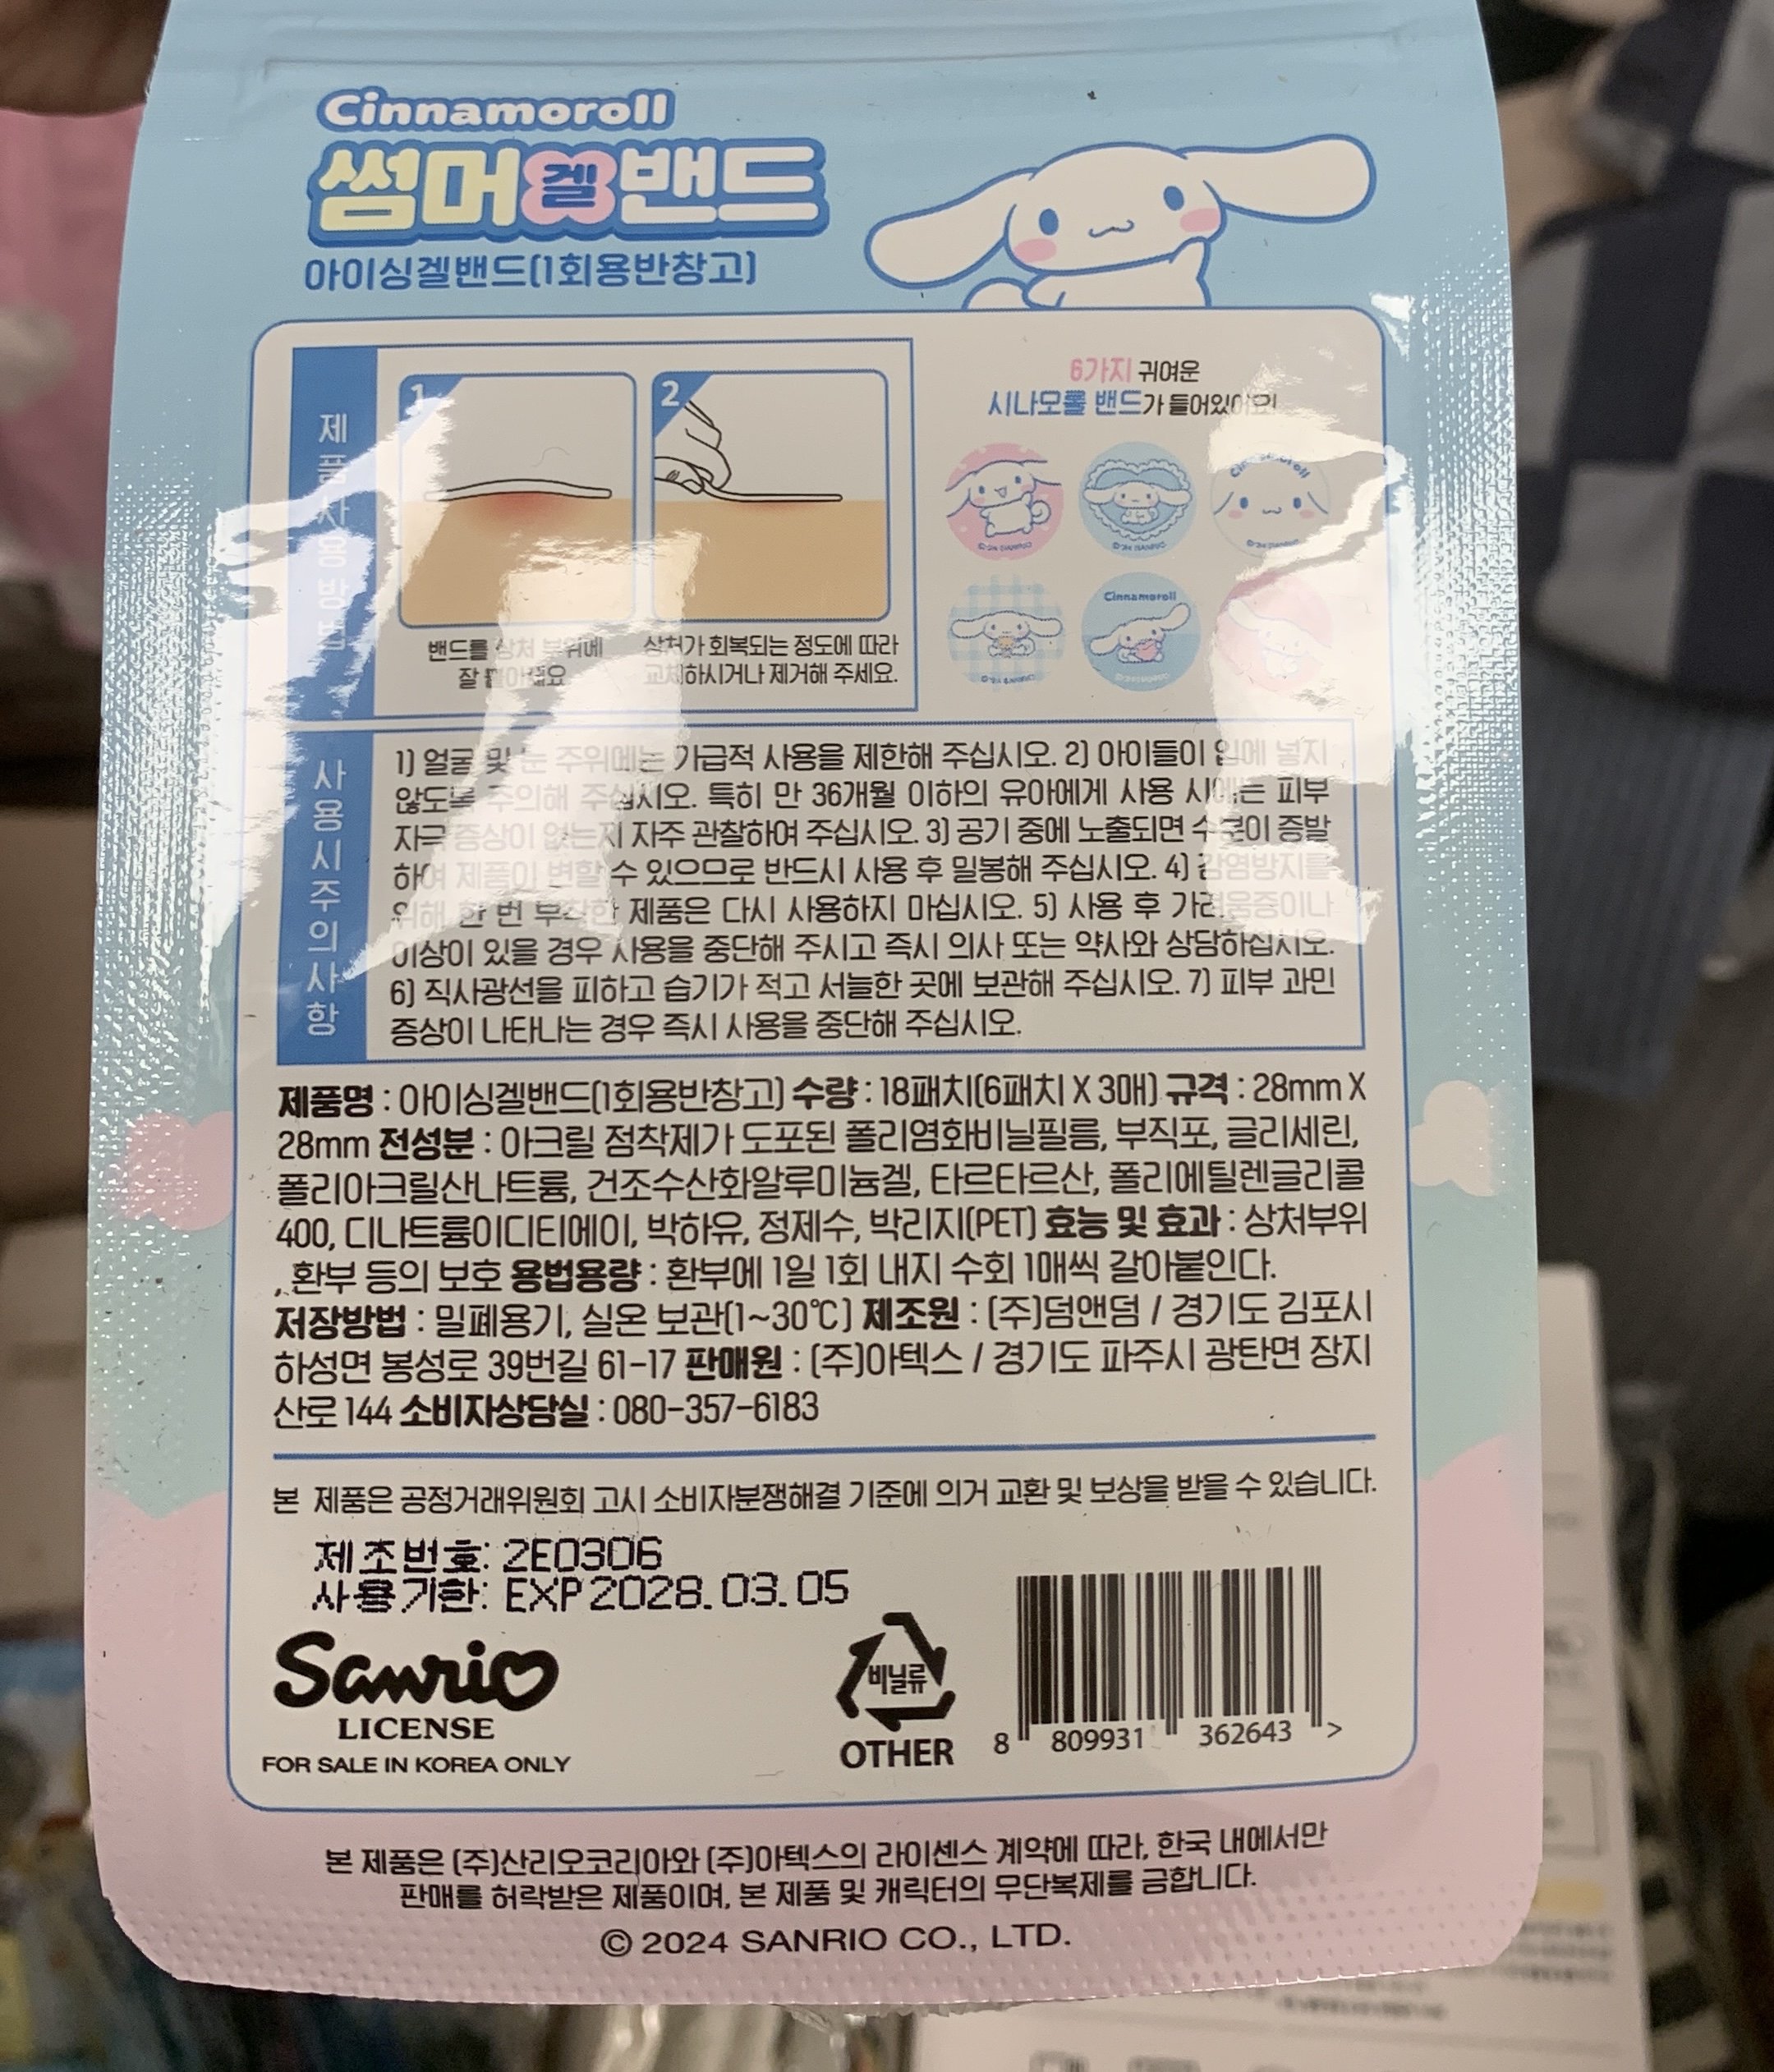 Cinnamoroll
썸머겔밴드
아이싱겔밴드(1회용반창고)
제품사용방법
1
2
밴드를 상처 부위에
잘 붙이세요
상처가 회복되는 정도에 따라
교체하시거나 제거해 주세요.
6가지 귀여운
시나모롤 밴드가 들어있어요!
Cinnamoroll
Cinnamoroll
사용시주의사항
1) 얼굴 및 눈 주위에는 가급적 사용을 제한해 주십시오. 2) 아이들이 입에 넣지
않도록 주의해 주십시오. 특히 만 36개월 이하의 유아에게 사용 시에는 피부
자극 증상이 없는지 자주 관찰하여 주십시오. 3) 공기 중에 노출되면 수분이 증발
하여 제품이 변할 수 있으므로 반드시 사용 후 밀봉해 주십시오. 4) 감염방지를
위해 한 번 부착한 제품은 다시 사용하지 마십시오. 5) 사용 후 가려움증이나
이상이 있을 경우 사용을 중단해 주시고 즉시 의사 또는 약사와 상담하십시오.
6) 직사광선을 피하고 습기가 적고 서늘한 곳에 보관해 주십시오. 7) 피부 과민
증상이 나타나는 경우 즉시 사용을 중단해 주십시오.
제품명 : 아이싱겔밴드(1회용반창고) 수량 : 18패치(6패치 X 3매) 규격 : 28mm X
28mm 전성분 : 아크릴 점착제가 도포된 폴리염화비닐필름, 부직포, 글리세린,
폴리아크릴산나트륨, 건조수산화알루미늄겔, 타르타르산, 폴리에틸렌글리콜
400, 디나트륨이디티에이, 박하유, 정제수, 박리지(PET) 효능 및 효과 : 상처부위
, 환부 등의 보호 용법용량 : 환부에 1일 1회 내지 수회 1매씩 갈아붙인다.
저장방법 : 밀폐용기, 실온 보관(1~30℃) 제조원 : (주)덤앤덤 / 경기도 김포시
하성면 봉성로 39번길 61-17 판매원 : (주)아텍스 / 경기도 파주시 광탄면 장지
산로 144 소비자상담실 : 080-357-6183
본 제품은 공정거래위원회 고시 소비자분쟁해결 기준에 의거 교환 및 보상을 받을 수 있습니다.
제조번호: 2E0306
사용기한: EXP 2028. 03. 05
Sanrio
LICENSE
FOR SALE IN KOREA ONLY
비닐류
OTHER
8 809931 362643 >
본 제품은 (주)산리오코리아와 (주)아텍스의 라이센스 계약에 따라, 한국 내에서만
판매를 허락받은 제품이며, 본 제품 및 캐릭터의 무단복제를 금합니다.
© 2024 SANRIO CO., LTD.